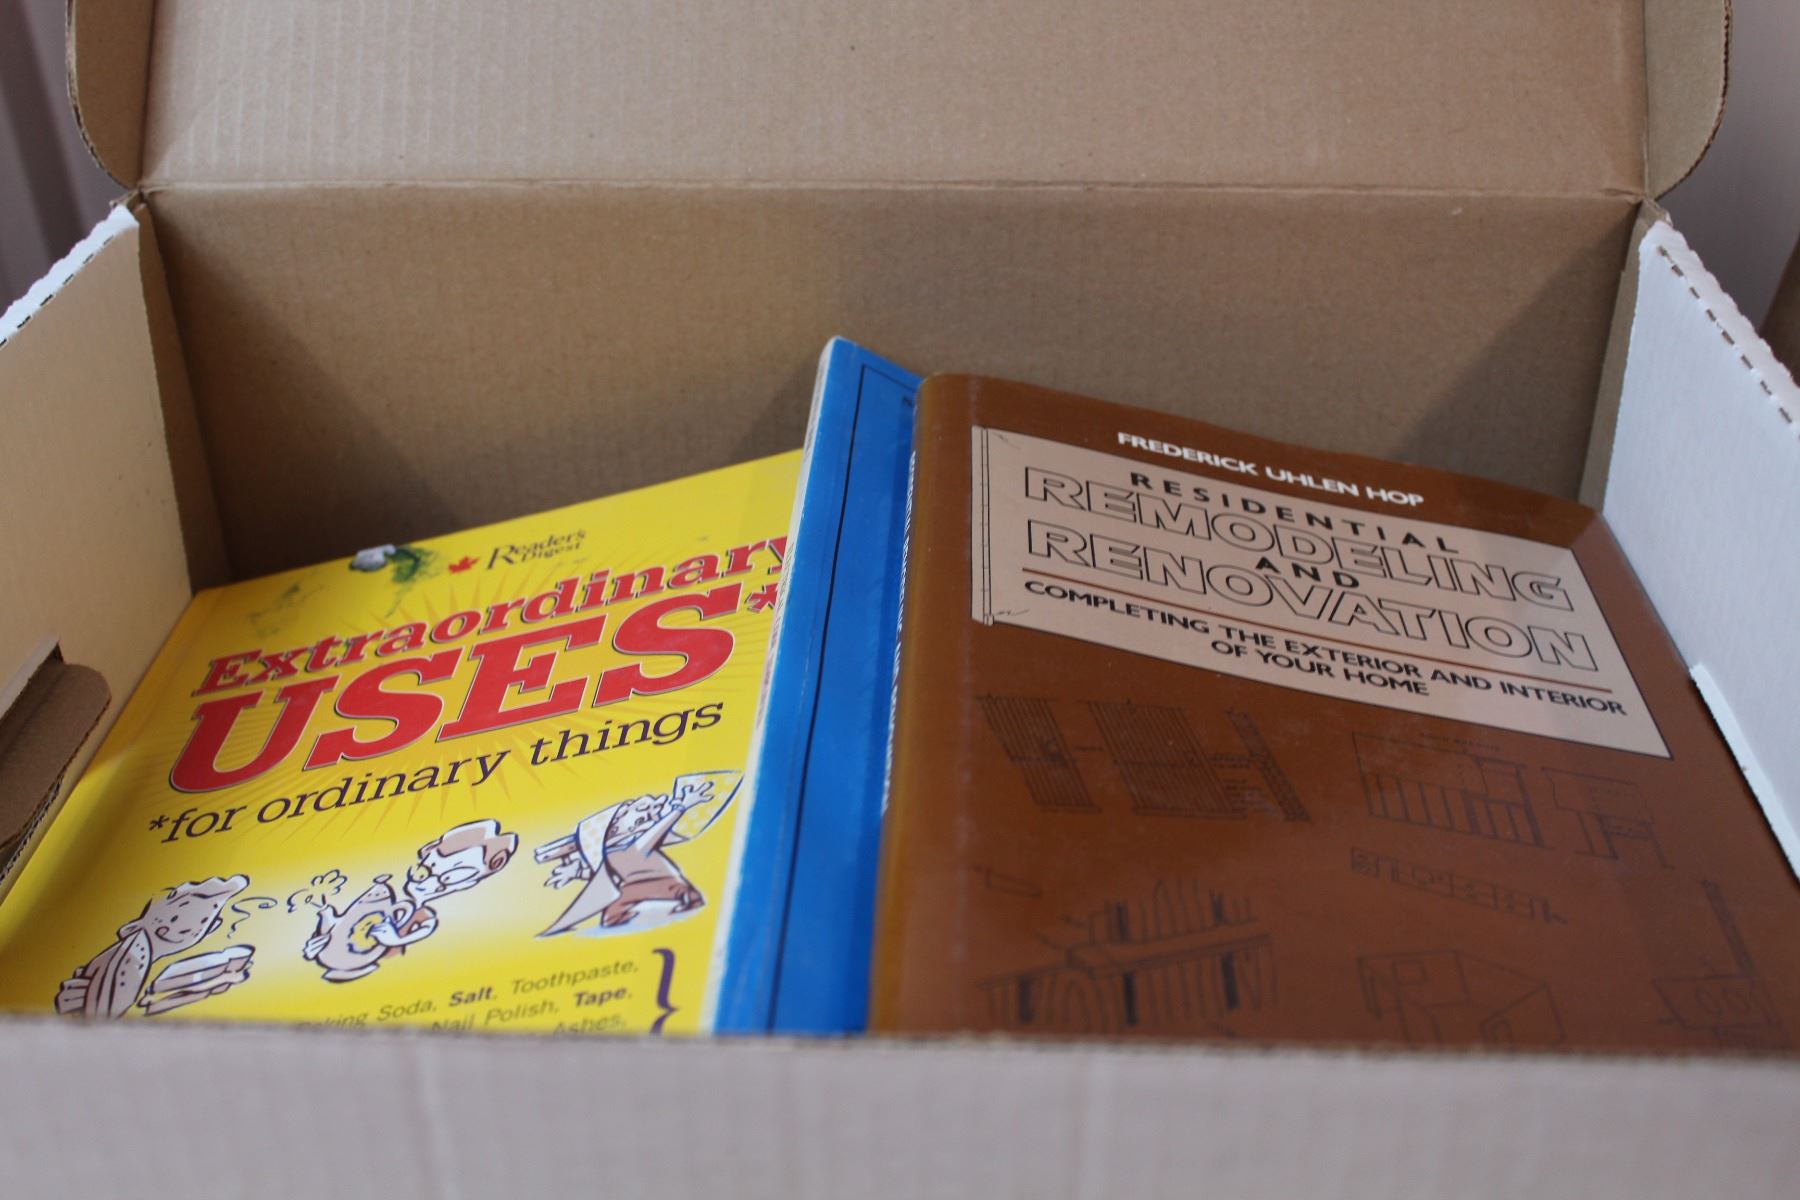 Reader's
Digest
Extraordinary
USES*
*for ordinary things
Baking Soda, Salt, Toothpaste,
Nail Polish, Tape,
Ashes,
}
FREDERICK UHLEN HOP
RESIDENTIAL
REMODELING
AND
RENOVATION
COMPLETING THE EXTERIOR AND INTERIOR
OF YOUR HOME